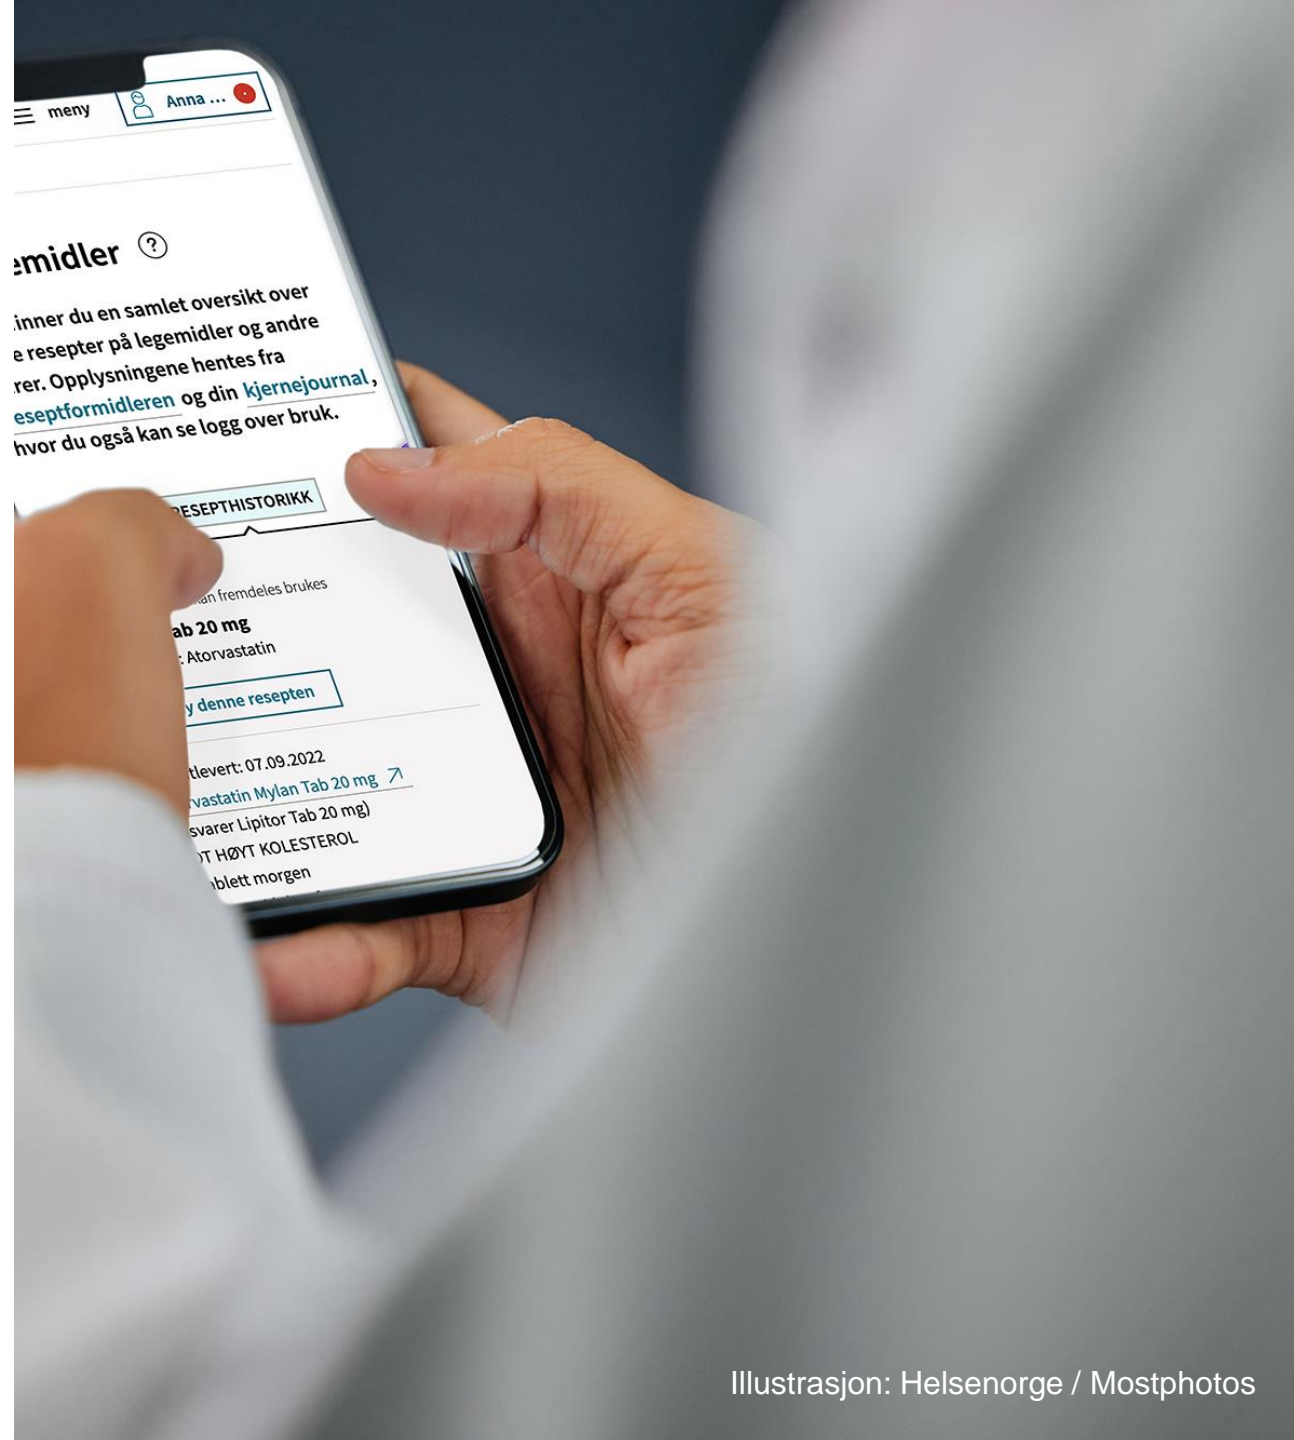 meny
Anna ...
emidler ?
inner du en samlet oversikt over
e resepter på legemidler og andre
rer. Opplysningene hentes fra
eseptformidleren og din kjernejournal,
hvor du også kan se logg over bruk.
RESEPTHISTORIKK
kan fremdeles brukes
ab 20 mg
: Atorvastatin
y denne resepten
tlevert: 07.09.2022
vastatin Mylan Tab 20 mg
svarer Lipitor Tab 20 mg)
OT HØYT KOLESTEROL
blett morgen
Illustrasjon: Helsenorge / Mostphotos